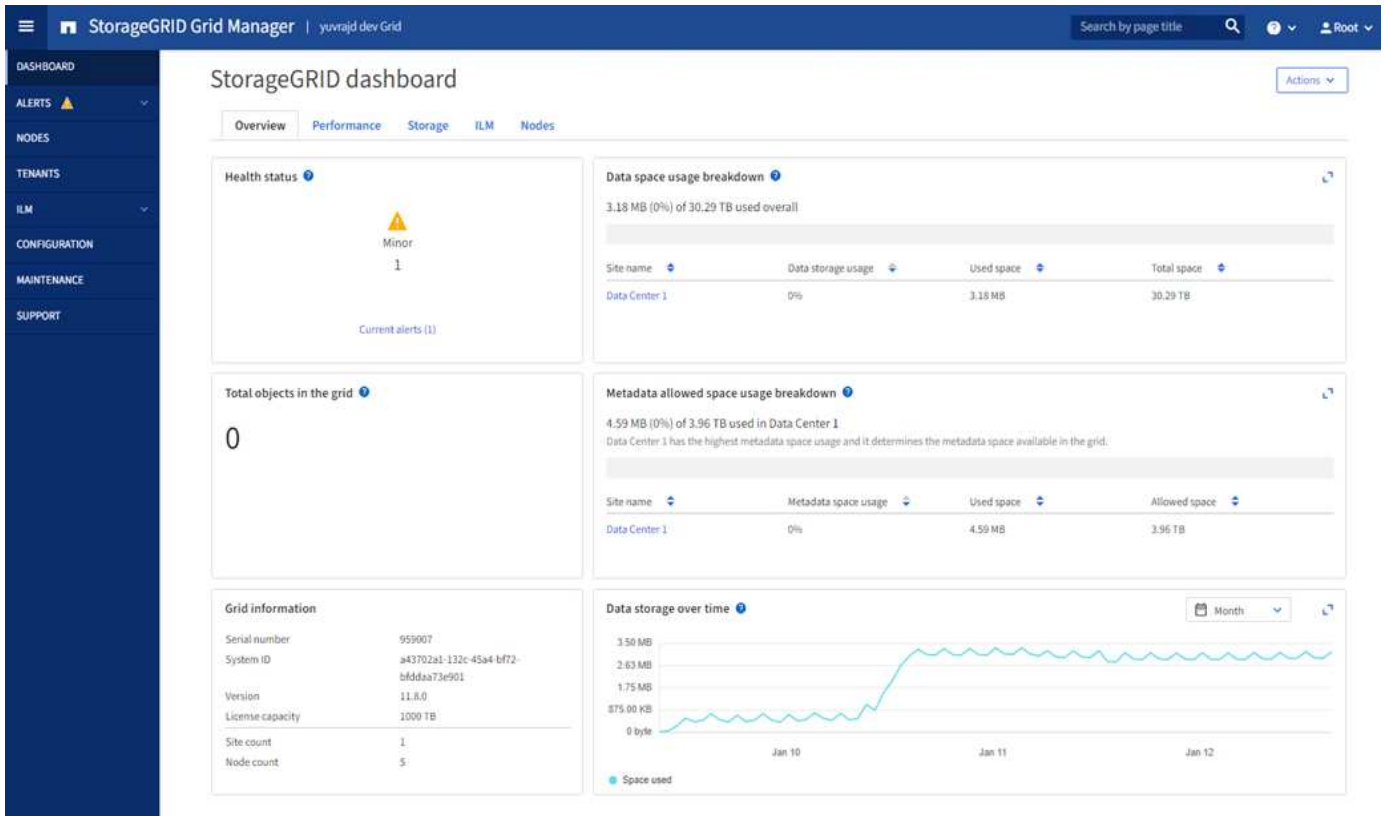 StorageGRID Grid Manager | yuvrajd dev Grid
Search by page title
Root
DASHBOARD
ALERTS
NODES
TENANTS
ILM
CONFIGURATION
MAINTENANCE
SUPPORT
StorageGRID dashboard
Actions
Overview Performance Storage ILM Nodes
Health status
Minor
1
Current alerts (1)
Data space usage breakdown
3.18 MB (0%) of 30.29 TB used overall
Site name Data storage usage Used space Total space
Data Center 1 0% 3.18 MB 30.29 TB
Total objects in the grid
0
Metadata allowed space usage breakdown
4.59 MB (0%) of 3.96 TB used in Data Center 1
Data Center 1 has the highest metadata space usage and it determines the metadata space available in the grid.
Site name Metadata space usage Used space Allowed space
Data Center 1 0% 4.59 MB 3.96 TB
Grid information
Serial number 959007
System ID a43702a1-132c-45a4-bf72-
bfddaa73e901
Version 11.8.0
License capacity 1000 TB
Site count 1
Node count 5
Data storage over time
Month
3.50 MB
2.63 MB
1.75 MB
875.00 KB
0 byte
Jan 10 Jan 11 Jan 12
Space used